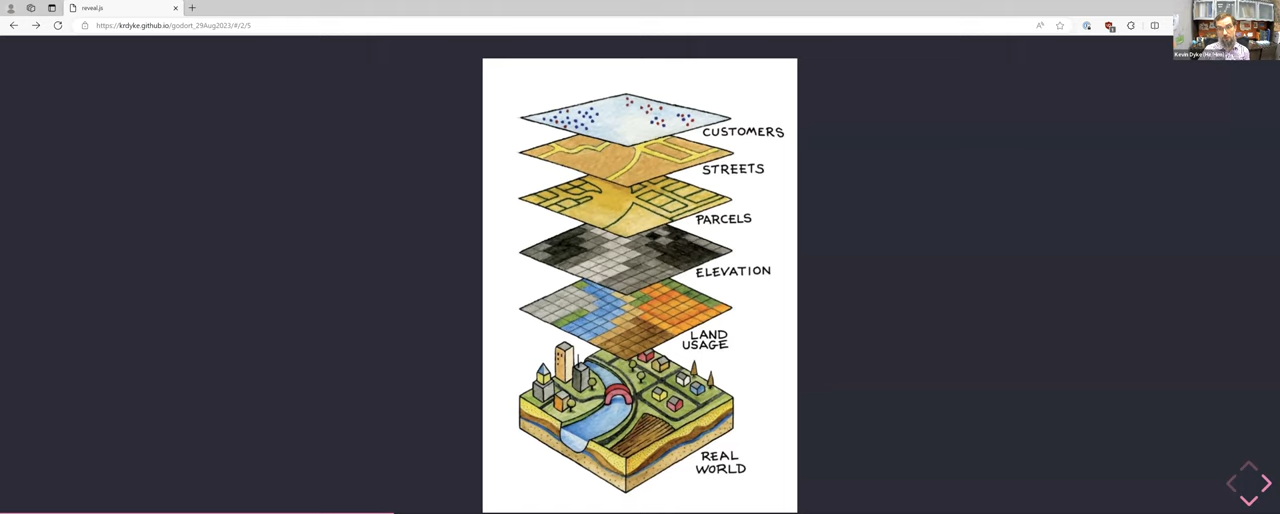 reveal.js
https://krdyke.github.io/godort_29Aug2023/#/2/5
CUSTOMERS
STREETS
PARCELS
ELEVATION
LAND
USAGE
REAL
WORLD